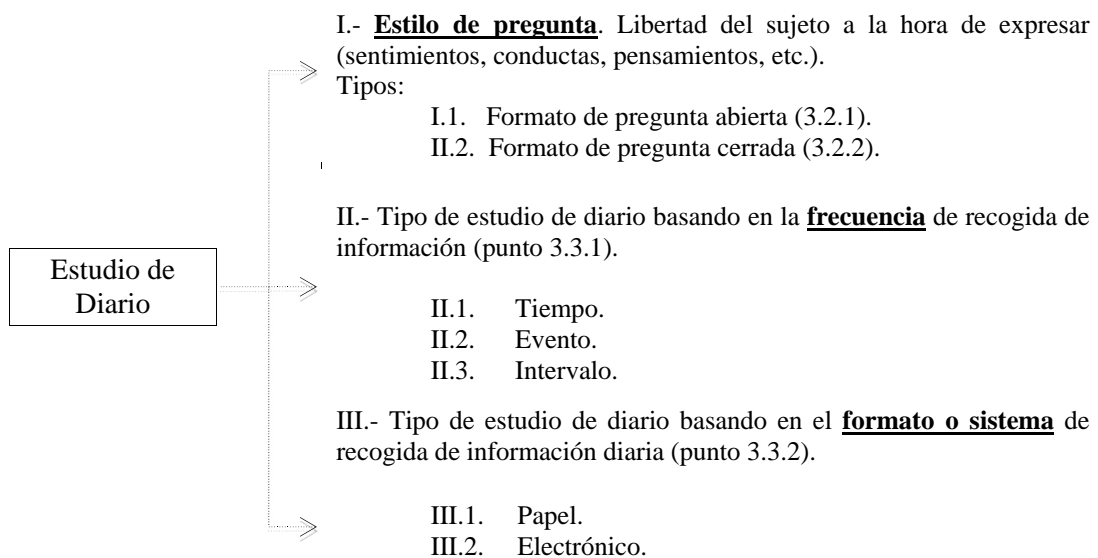 I.- Estilo de pregunta. Libertad del sujeto a la hora de expresar
(sentimientos, conductas, pensamientos, etc.).
Tipos:
I.1. Formato de pregunta abierta (3.2.1).
II.2. Formato de pregunta cerrada (3.2.2).
II.- Tipo de estudio de diario basando en la frecuencia de recogida de
información (punto 3.3.1).
Estudio de
Diario
II.1. Tiempo.
II.2. Evento.
II.3. Intervalo.
III.- Tipo de estudio de diario basando en el formato o sistema de
recogida de información diaria (punto 3.3.2).
III.1. Papel.
III.2. Electrónico.